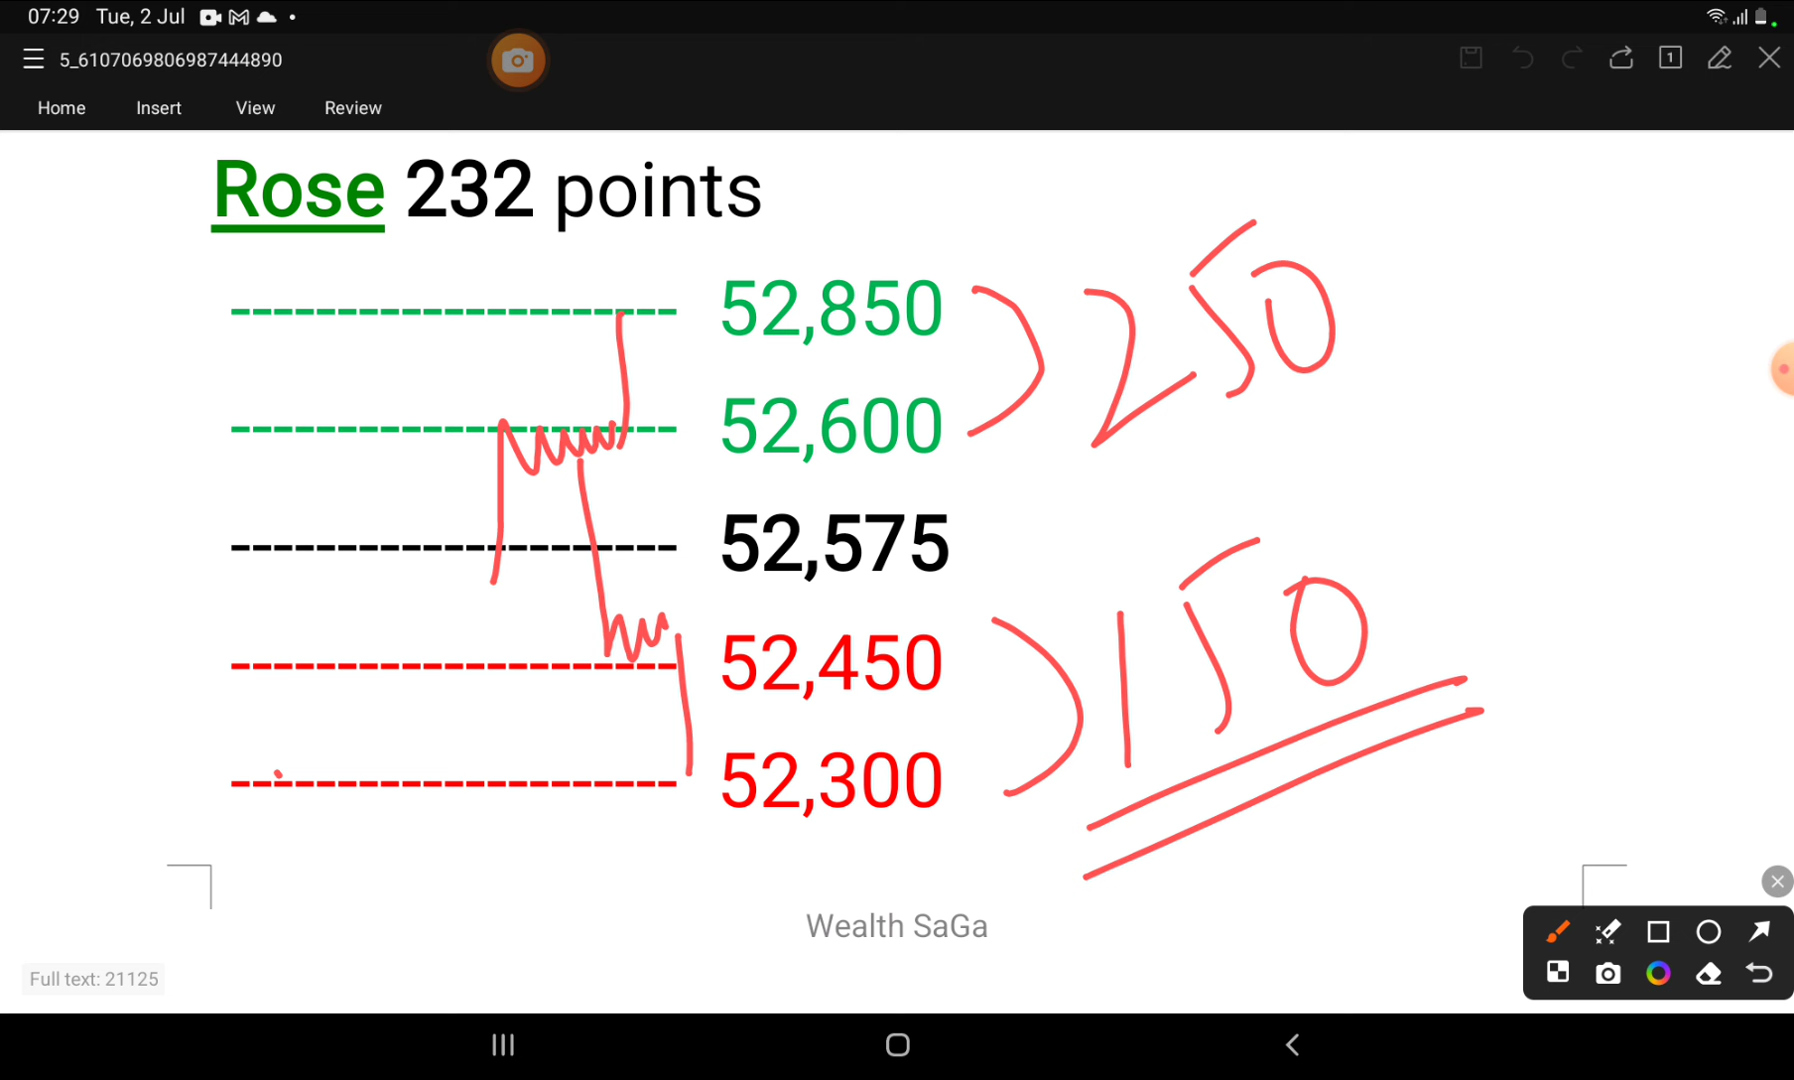 07:29 Tue, 2 Jul
5_6107069806987444890
1
Home Insert View Review
Rose 232 points
52,850
52,600
250
52,575
52,450
52,300
150
Wealth SaGa
Full text: 21125